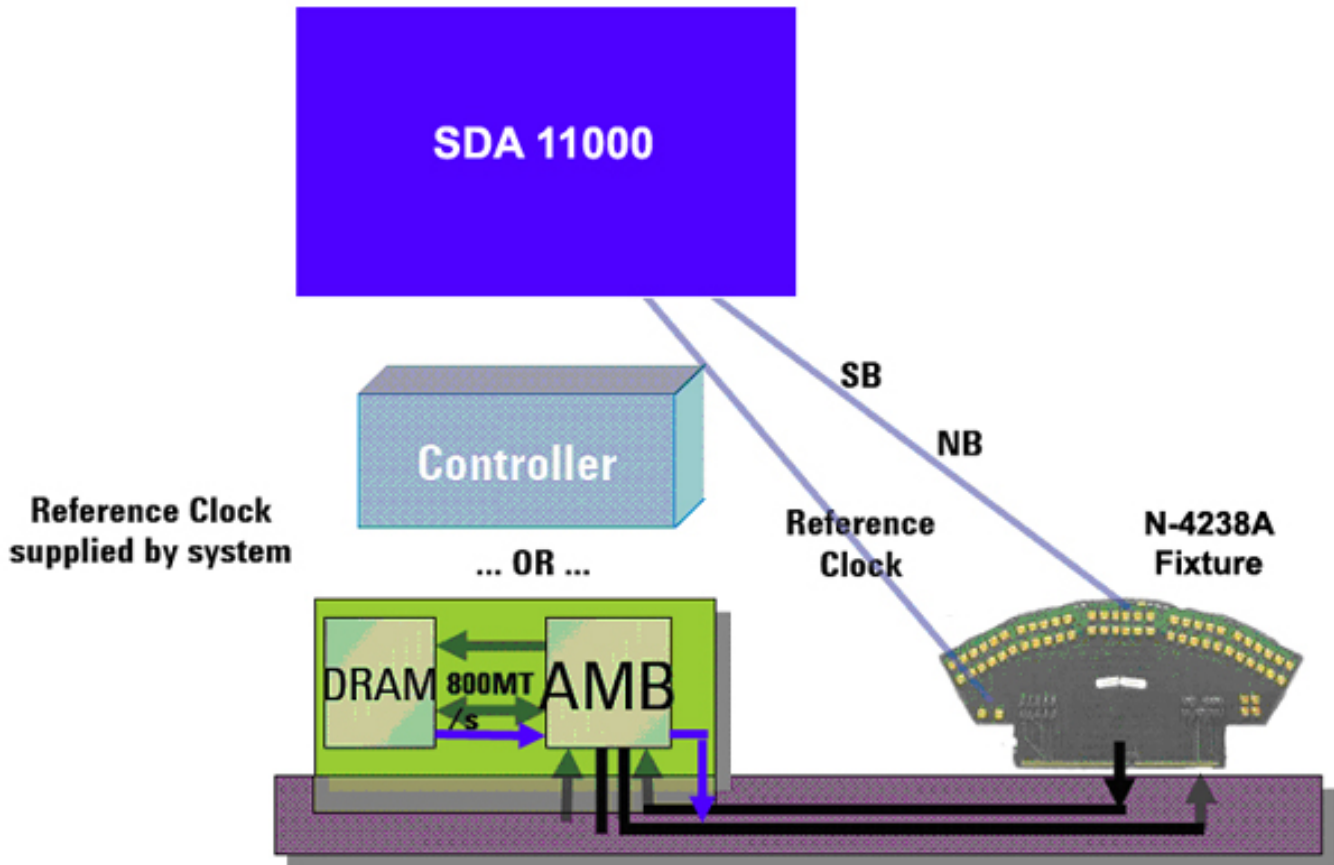 SDA 11000
SB
NB
Controller
Reference Clock
supplied by system
Reference
Clock
N-4238A
Fixture
... OR ...
DRAM
800MT
/s
AMB